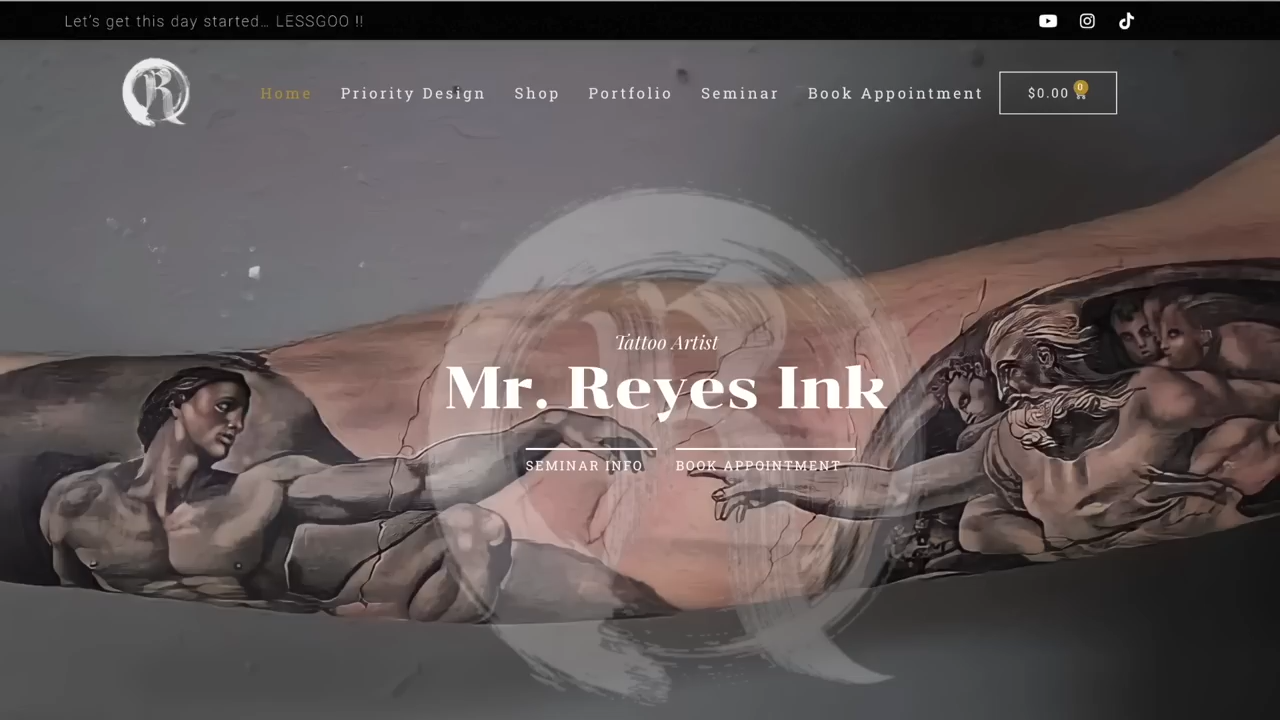 Let's get this day started… LESSGOO !!
R
Home Priority Design Shop Portfolio Seminar Book Appointment $0.00 0
Tattoo Artist
Mr. Reyes Ink
SEMINAR INFO BOOK APPOINTMENT